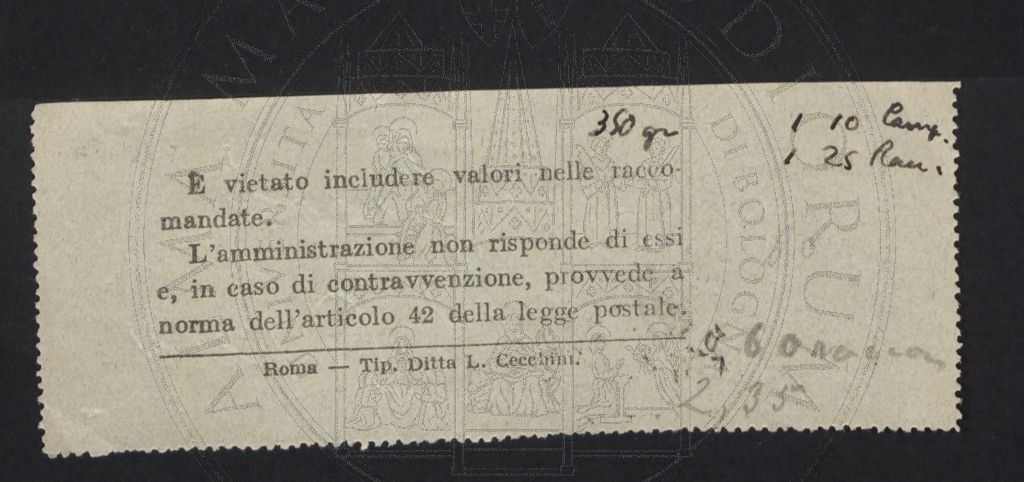 350 gr
1 10 Camp.
1 25 Rac.
È vietato includere valori nelle racco-
mandate.
L'amministrazione non risponde di essi
e, in caso di contravvenzione, provvede a
norma dell'articolo 42 della legge postale.
Roma — Tip. Ditta L. Cecchini.
2,35